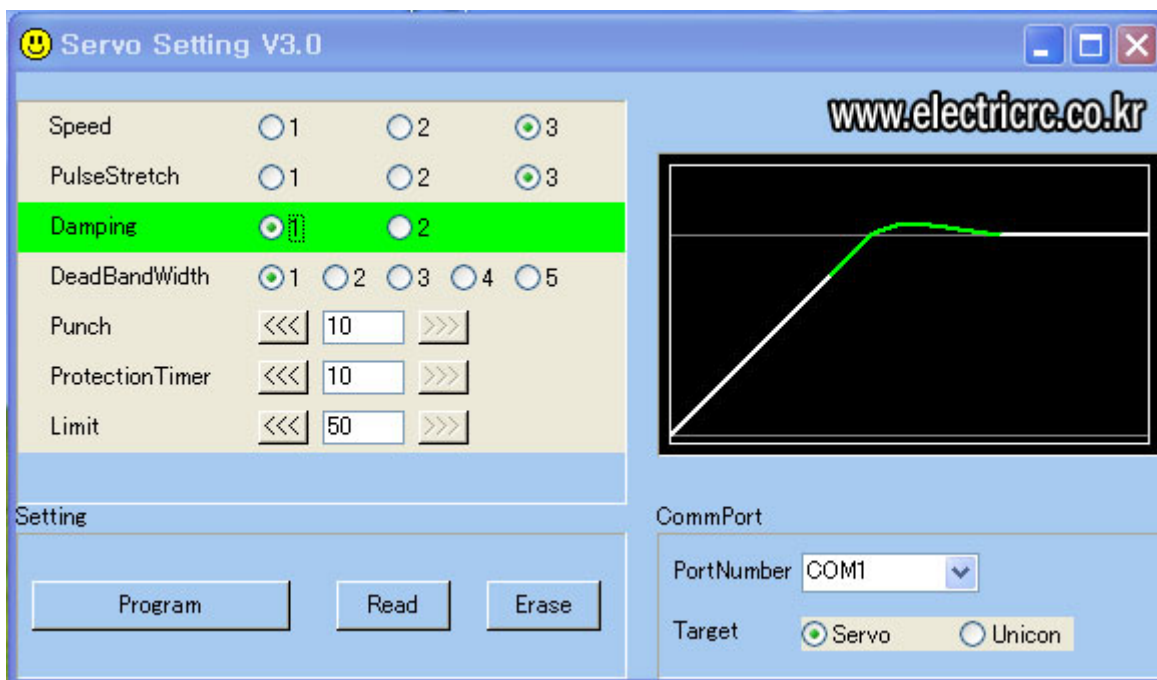 Servo Setting V3.0
www.electricrc.co.kr
Speed 1 2 3
PulseStretch 1 2 3
Damping 1 2
DeadBandWidth 1 2 3 4 5
Punch <<< 10 >>>
ProtectionTimer <<< 10 >>>
Limit <<< 50 >>>
Setting
Program Read Erase
CommPort
PortNumber COM1
Target Servo Unicon